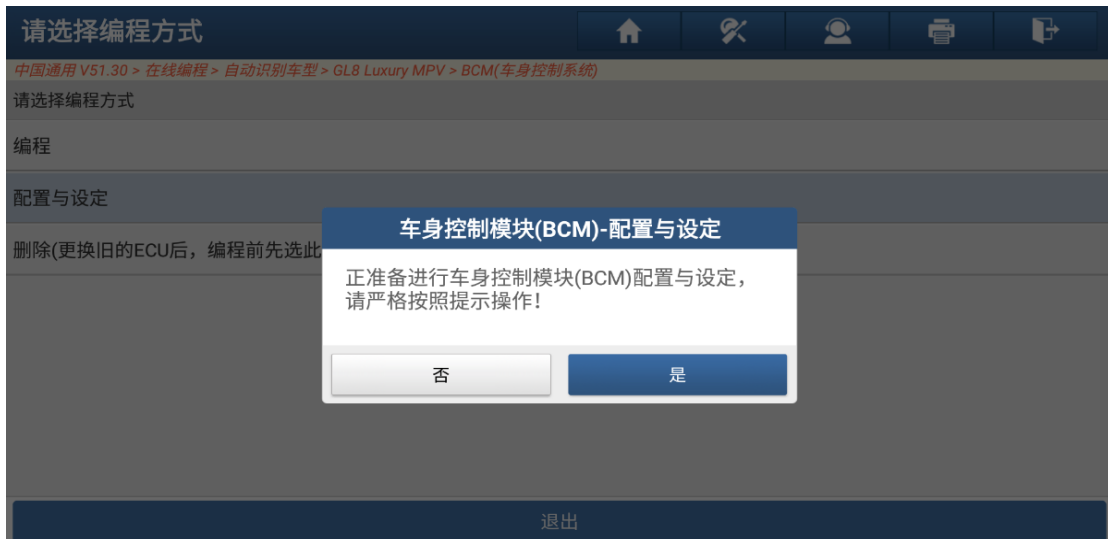 请选择编程方式
中国通用 V51.30 > 在线编程 > 自动识别车型 > GL8 Luxury MPV > BCM(车身控制系统)
请选择编程方式
编程
配置与设定
删除(更换旧的ECU后，编程前先选此
车身控制模块(BCM)-配置与设定
正准备进行车身控制模块(BCM)配置与设定，
请严格按照提示操作！
否
是
退出